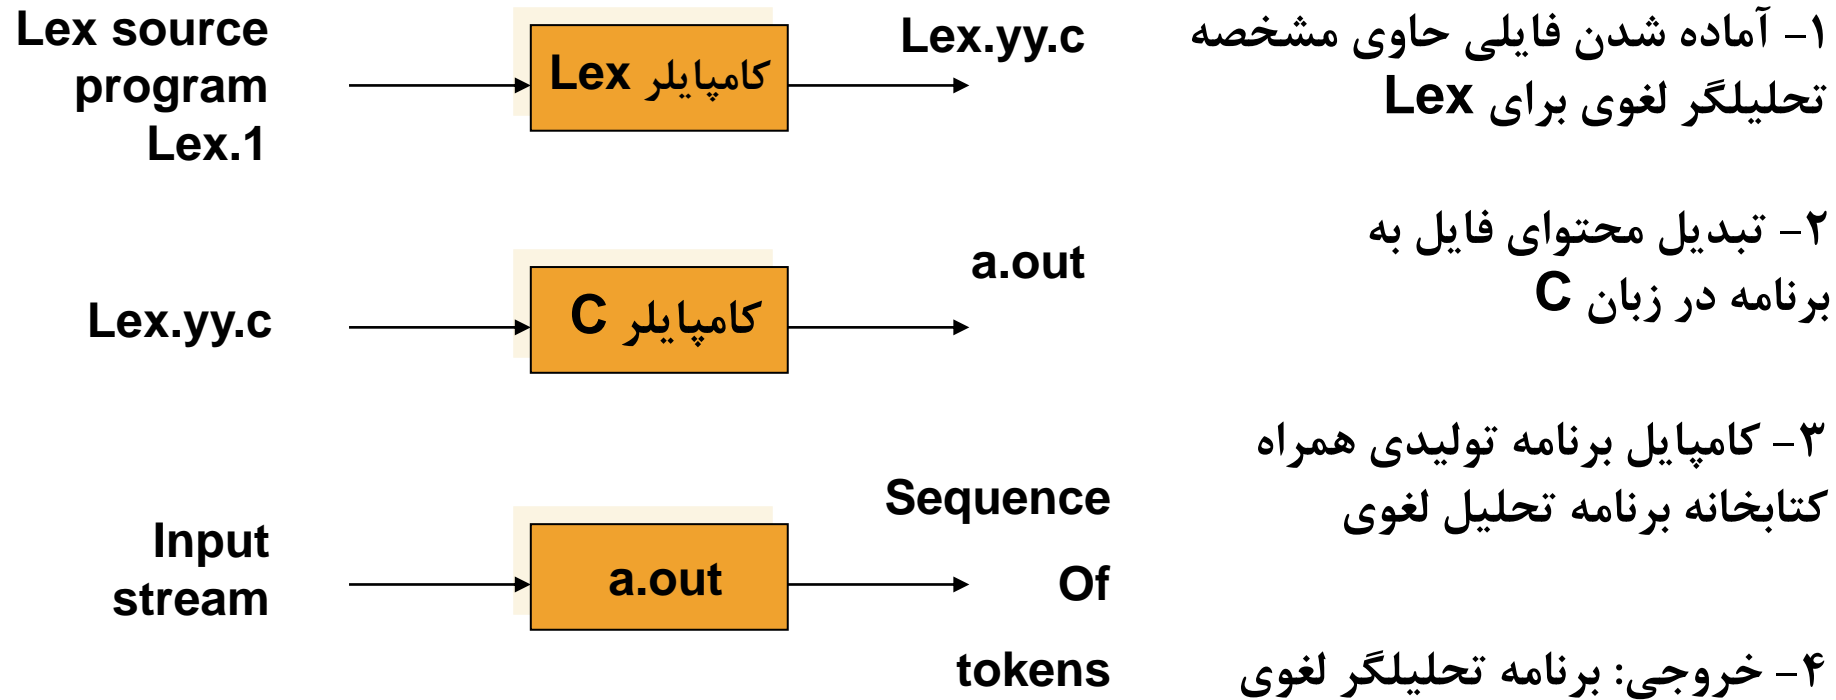 Lex source
program
Lex.1
کامپایلر Lex
Lex.yy.c
۱- آماده شدن فایلی حاوی مشخصه
تحلیلگر لغوی برای Lex
Lex.yy.c
کامپایلر C
a.out
۲- تبدیل محتوای فایل به
برنامه در زبان C
Input
stream
a.out
Sequence
Of
tokens
۳- کامپایل برنامه تولیدی همراه
کتابخانه برنامه تحلیل لغوی
۴- خروجی: برنامه تحلیلگر لغوی